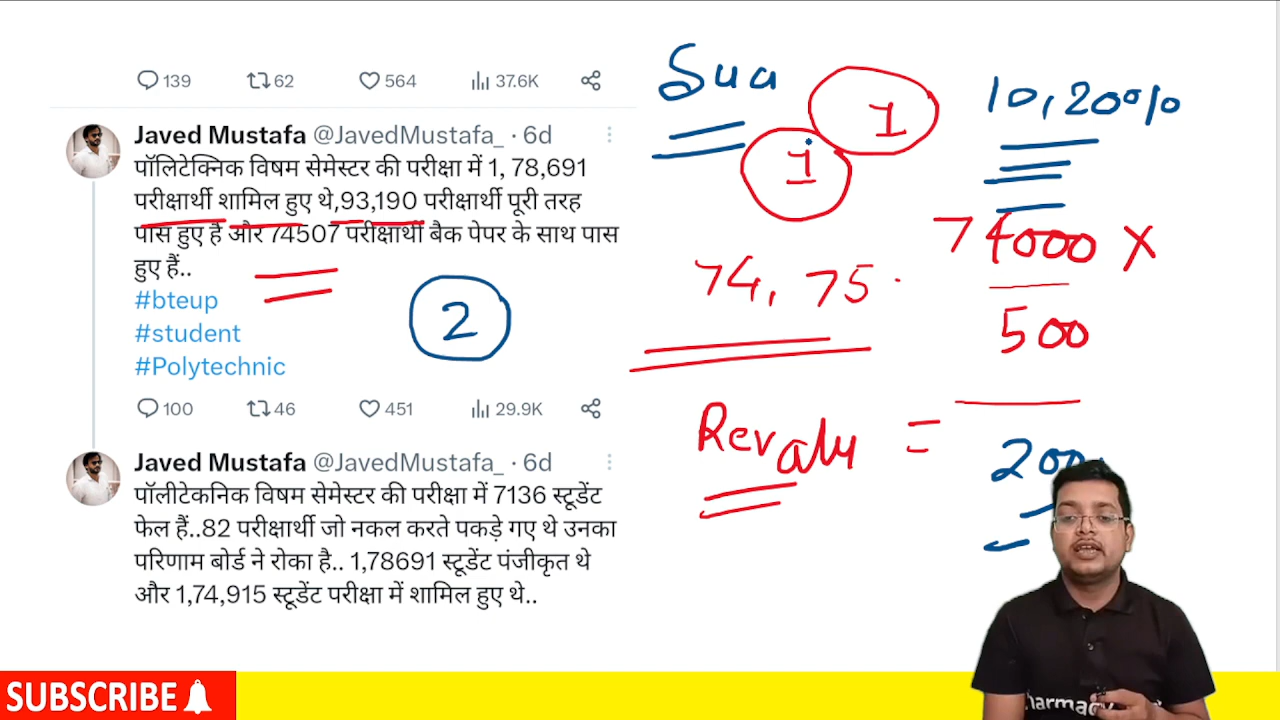 139 62 564 37.6K
Javed Mustafa @JavedMustafa_ · 6d
पॉलिटेक्निक विषम सेमेस्टर की परीक्षा में 1, 78,691
परीक्षार्थी शामिल हुए थे,93,190 परीक्षार्थी पूरी तरह
पास हुए है और 74507 परीक्षार्थी बैक पेपर के साथ पास
हुए हैं..
#bteup
#student
#Polytechnic
100 46 451 29.9K
Javed Mustafa @JavedMustafa_ · 6d
पॉलीटेकनिक विषम सेमेस्टर की परीक्षा में 7136 स्टूडेंट
फेल हैं..82 परीक्षार्थी जो नकल करते पकड़े गए थे उनका
परिणाम बोर्ड ने रोका है.. 1,78691 स्टूडेंट पंजीकृत थे
और 1,74,915 स्टूडेंट परीक्षा में शामिल हुए थे..
2
1
1
10,20%
74000 X
74, 75
500
=
200
SUBSCRIBE